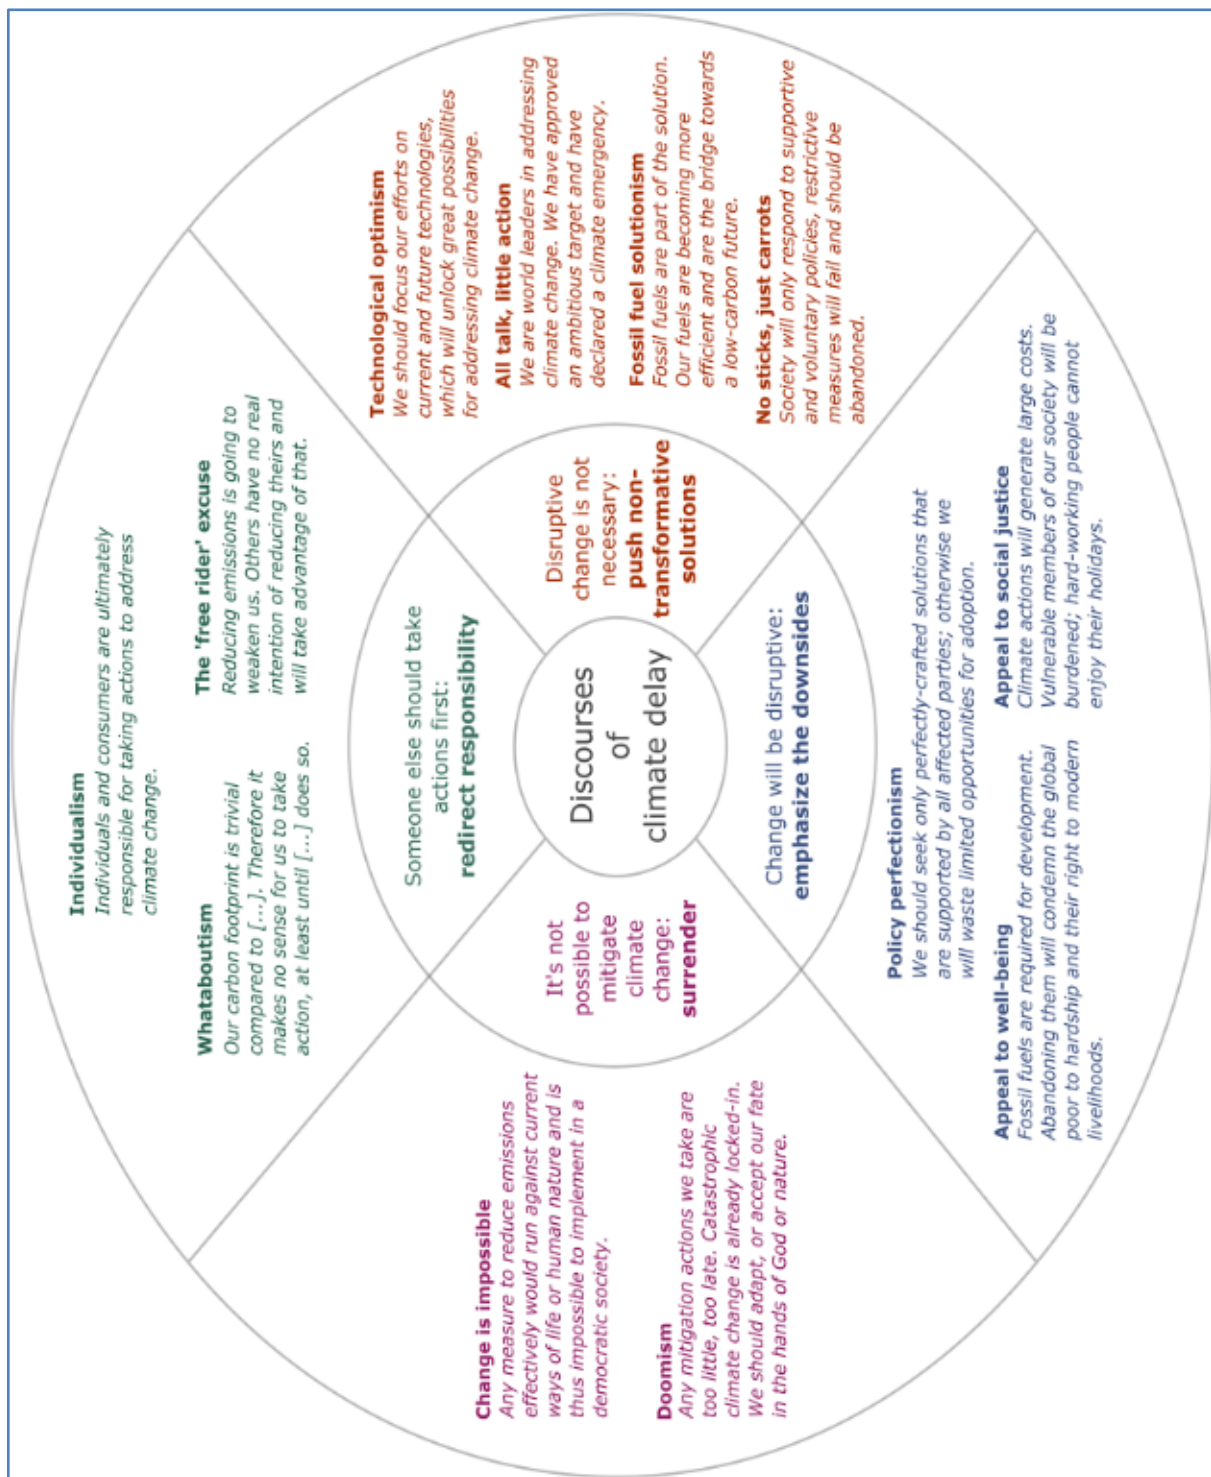 Discourses
of
climate delay
Someone else should take
actions first:
redirect responsibility
Individualism
Individuals and consumers are ultimately
responsible for taking actions to address
climate change.
Whataboutism
Our carbon footprint is trivial
compared to [...]. Therefore it
makes no sense for us to take
action, at least until [...] does so.
The 'free rider' excuse
Reducing emissions is going to
weaken us. Others have no real
intention of reducing theirs and
will take advantage of that.
Disruptive
change is not
necessary:
push non-
transformative
solutions
Technological optimism
We should focus our efforts on
current and future technologies,
which will unlock great possibilities
for addressing climate change.
All talk, little action
We are world leaders in addressing
climate change. We have approved
an ambitious target and have
declared a climate emergency.
Fossil fuel solutionism
Fossil fuels are part of the solution.
Our fuels are becoming more
efficient and are the bridge towards
a low-carbon future.
No sticks, just carrots
Society will only respond to supportive
and voluntary policies, restrictive
measures will fail and should be
abandoned.
Change will be disruptive:
emphasize the downsides
Policy perfectionism
We should seek only perfectly-crafted solutions that
are supported by all affected parties; otherwise we
will waste limited opportunities for adoption.
Appeal to well-being
Fossil fuels are required for development.
Abandoning them will condemn the global
poor to hardship and their right to modern
livelihoods.
Appeal to social justice
Climate actions will generate large costs.
Vulnerable members of our society will be
burdened; hard-working people cannot
enjoy their holidays.
It's not
possible to
mitigate
climate
change:
surrender
Change is impossible
Any measure to reduce emissions
effectively would run against current
ways of life or human nature and is
thus impossible to implement in a
democratic society.
Doomism
Any mitigation actions we take are
too little, too late. Catastrophic
climate change is already locked-in.
We should adapt, or accept our fate
in the hands of God or nature.